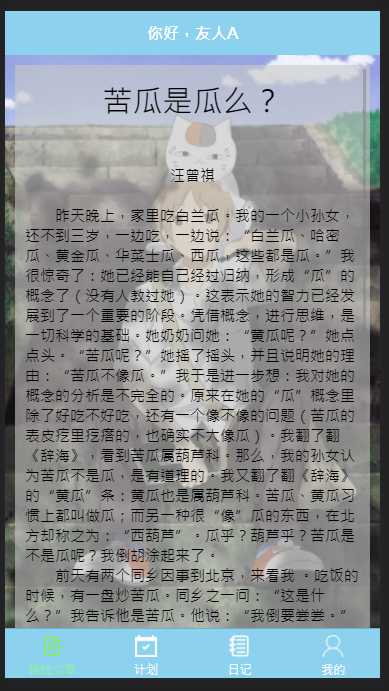 你好，友人A
苦瓜是瓜么？
汪曾祺
昨天晚上，家里吃白兰瓜。我的一个小孙女，
还不到三岁，一边吃，一边说：“白兰瓜、哈密
瓜、黄金瓜、华莱士瓜、西瓜，这些都是瓜。”我
很惊奇了：她已经能自己经过归纳，形成“瓜”的
概念了（没有人教过她）。这表示她的智力已经发
展到了一个重要的阶段。凭借概念，进行思维，是
一切科学的基础。她奶奶问她：“黄瓜呢？”她点
点头。“苦瓜呢？”她摇了摇头，并且说明她的理
由：“苦瓜不像瓜。”我于是进一步想：我对她的
概念的分析是不完全的。原来在她的“瓜”概念里
除了好吃不好吃，还有一个像不像的问题（苦瓜的
表皮疙里疙瘩的，也确实不大像瓜）。我翻了翻
《辞海》，看到苦瓜属葫芦科。那么，我的孙女认
为苦瓜不是瓜，是有道理的。我又翻了翻《辞海》
的“黄瓜”条：黄瓜也是属葫芦科。苦瓜、黄瓜习
惯上都叫做瓜；而另一种很“像”瓜的东西，在北
方却称之为：“西葫芦”。瓜乎？葫芦乎？苦瓜是
不是瓜呢？我倒胡涂起来了。
前天有两个同乡因事到北京，来看我 。吃饭的
时候，有一盘炒苦瓜。同乡之一问：“这是什
么？”我告诉他是苦瓜。他说：“我倒要尝尝。”
计划
日记
我的